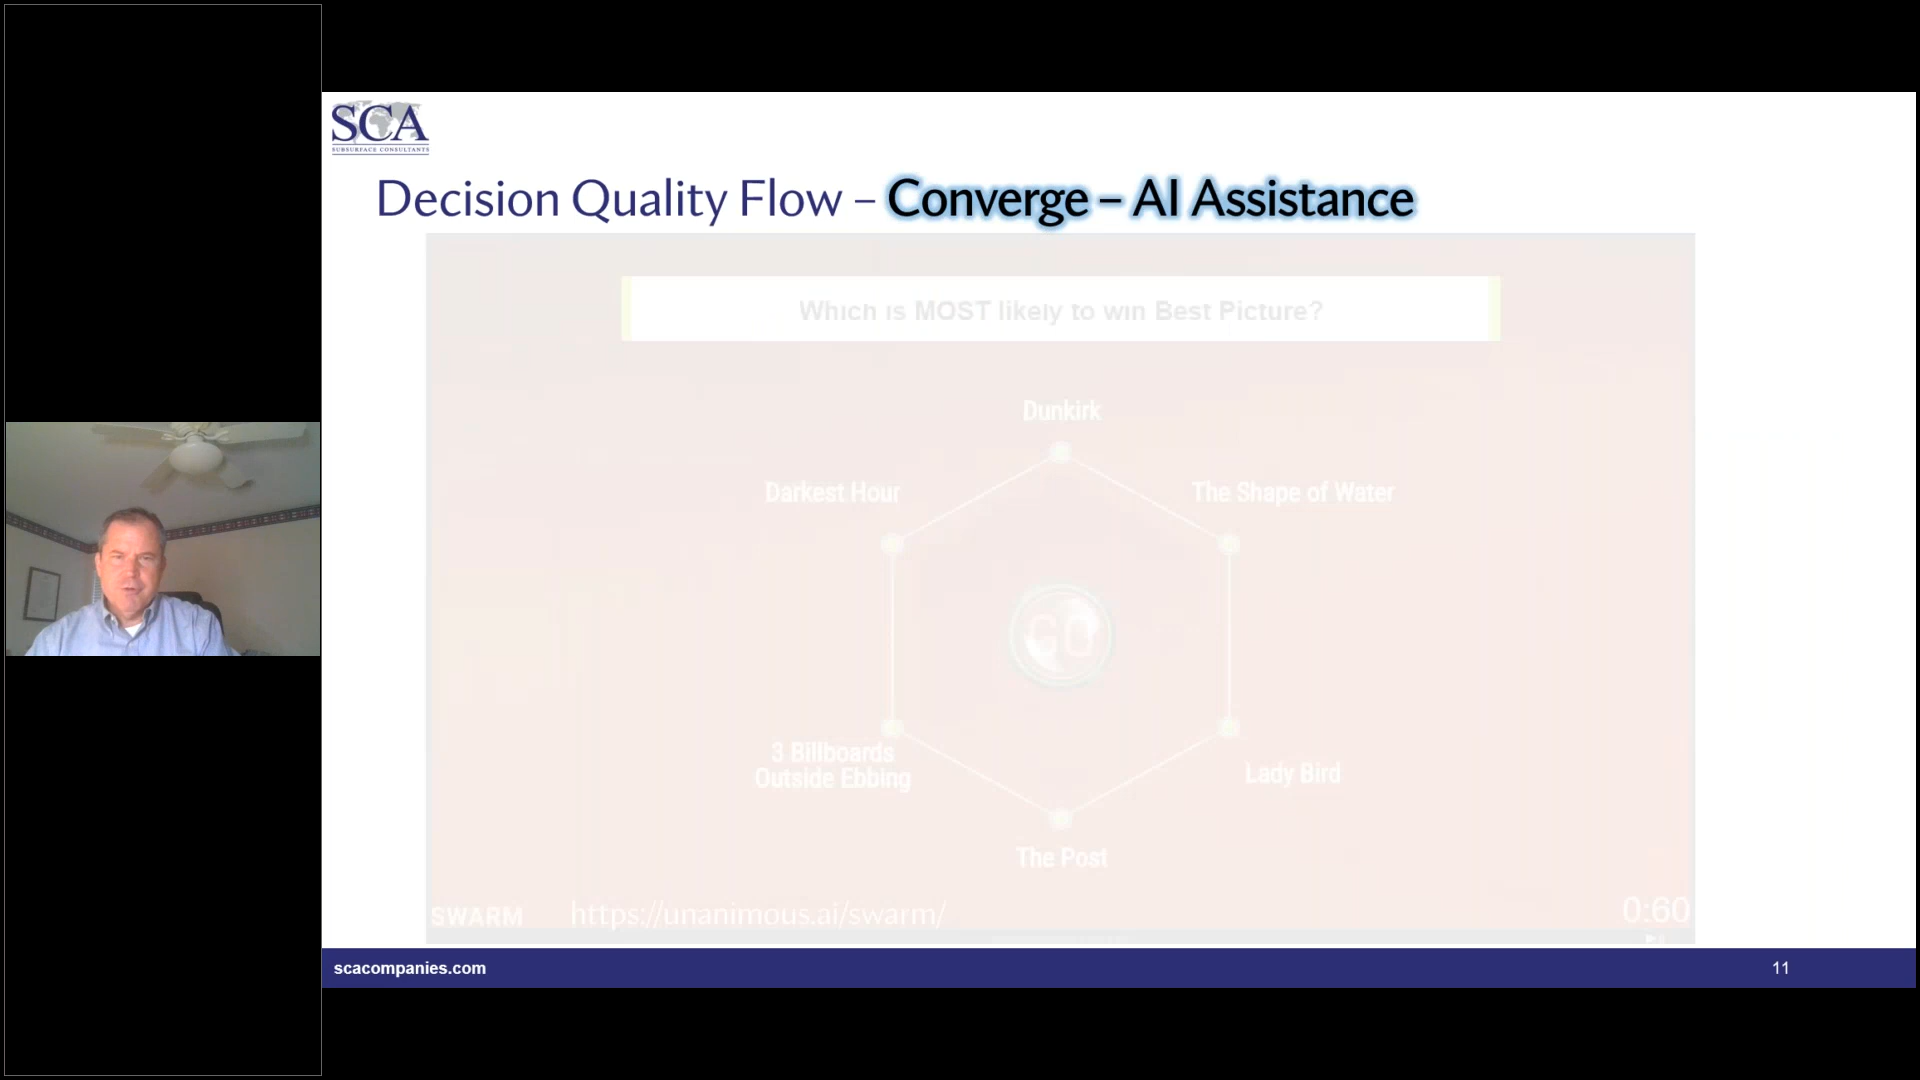 SCA
SUBSURFACE CONSULTANTS
Decision Quality Flow – Converge – AI Assistance
Which is MOST likely to win Best Picture?
Dunkirk
Darkest Hour
The Shape of Water
GO
3 Billboards
Outside Ebbing
Lady Bird
The Post
SWARM
https://unanimous.ai/swarm/
0:60
scacompanies.com
11